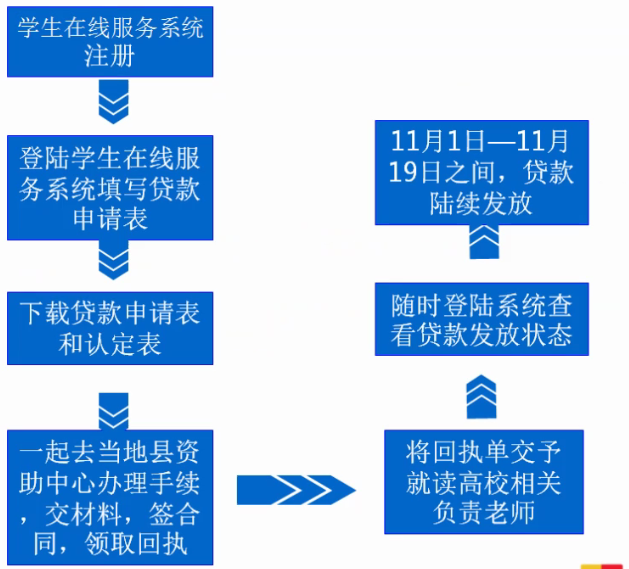 学生在线服务系统
注册
登陆学生在线服
务系统填写贷款
申请表
下载贷款申请表
和认定表
一起去当地县资
助中心办理手续
，交材料，签合
同，领取回执
将回执单交予
就读高校相关
负责老师
随时登陆系统查
看贷款发放状态
11月1日—11月
19日之间，贷款
陆续发放